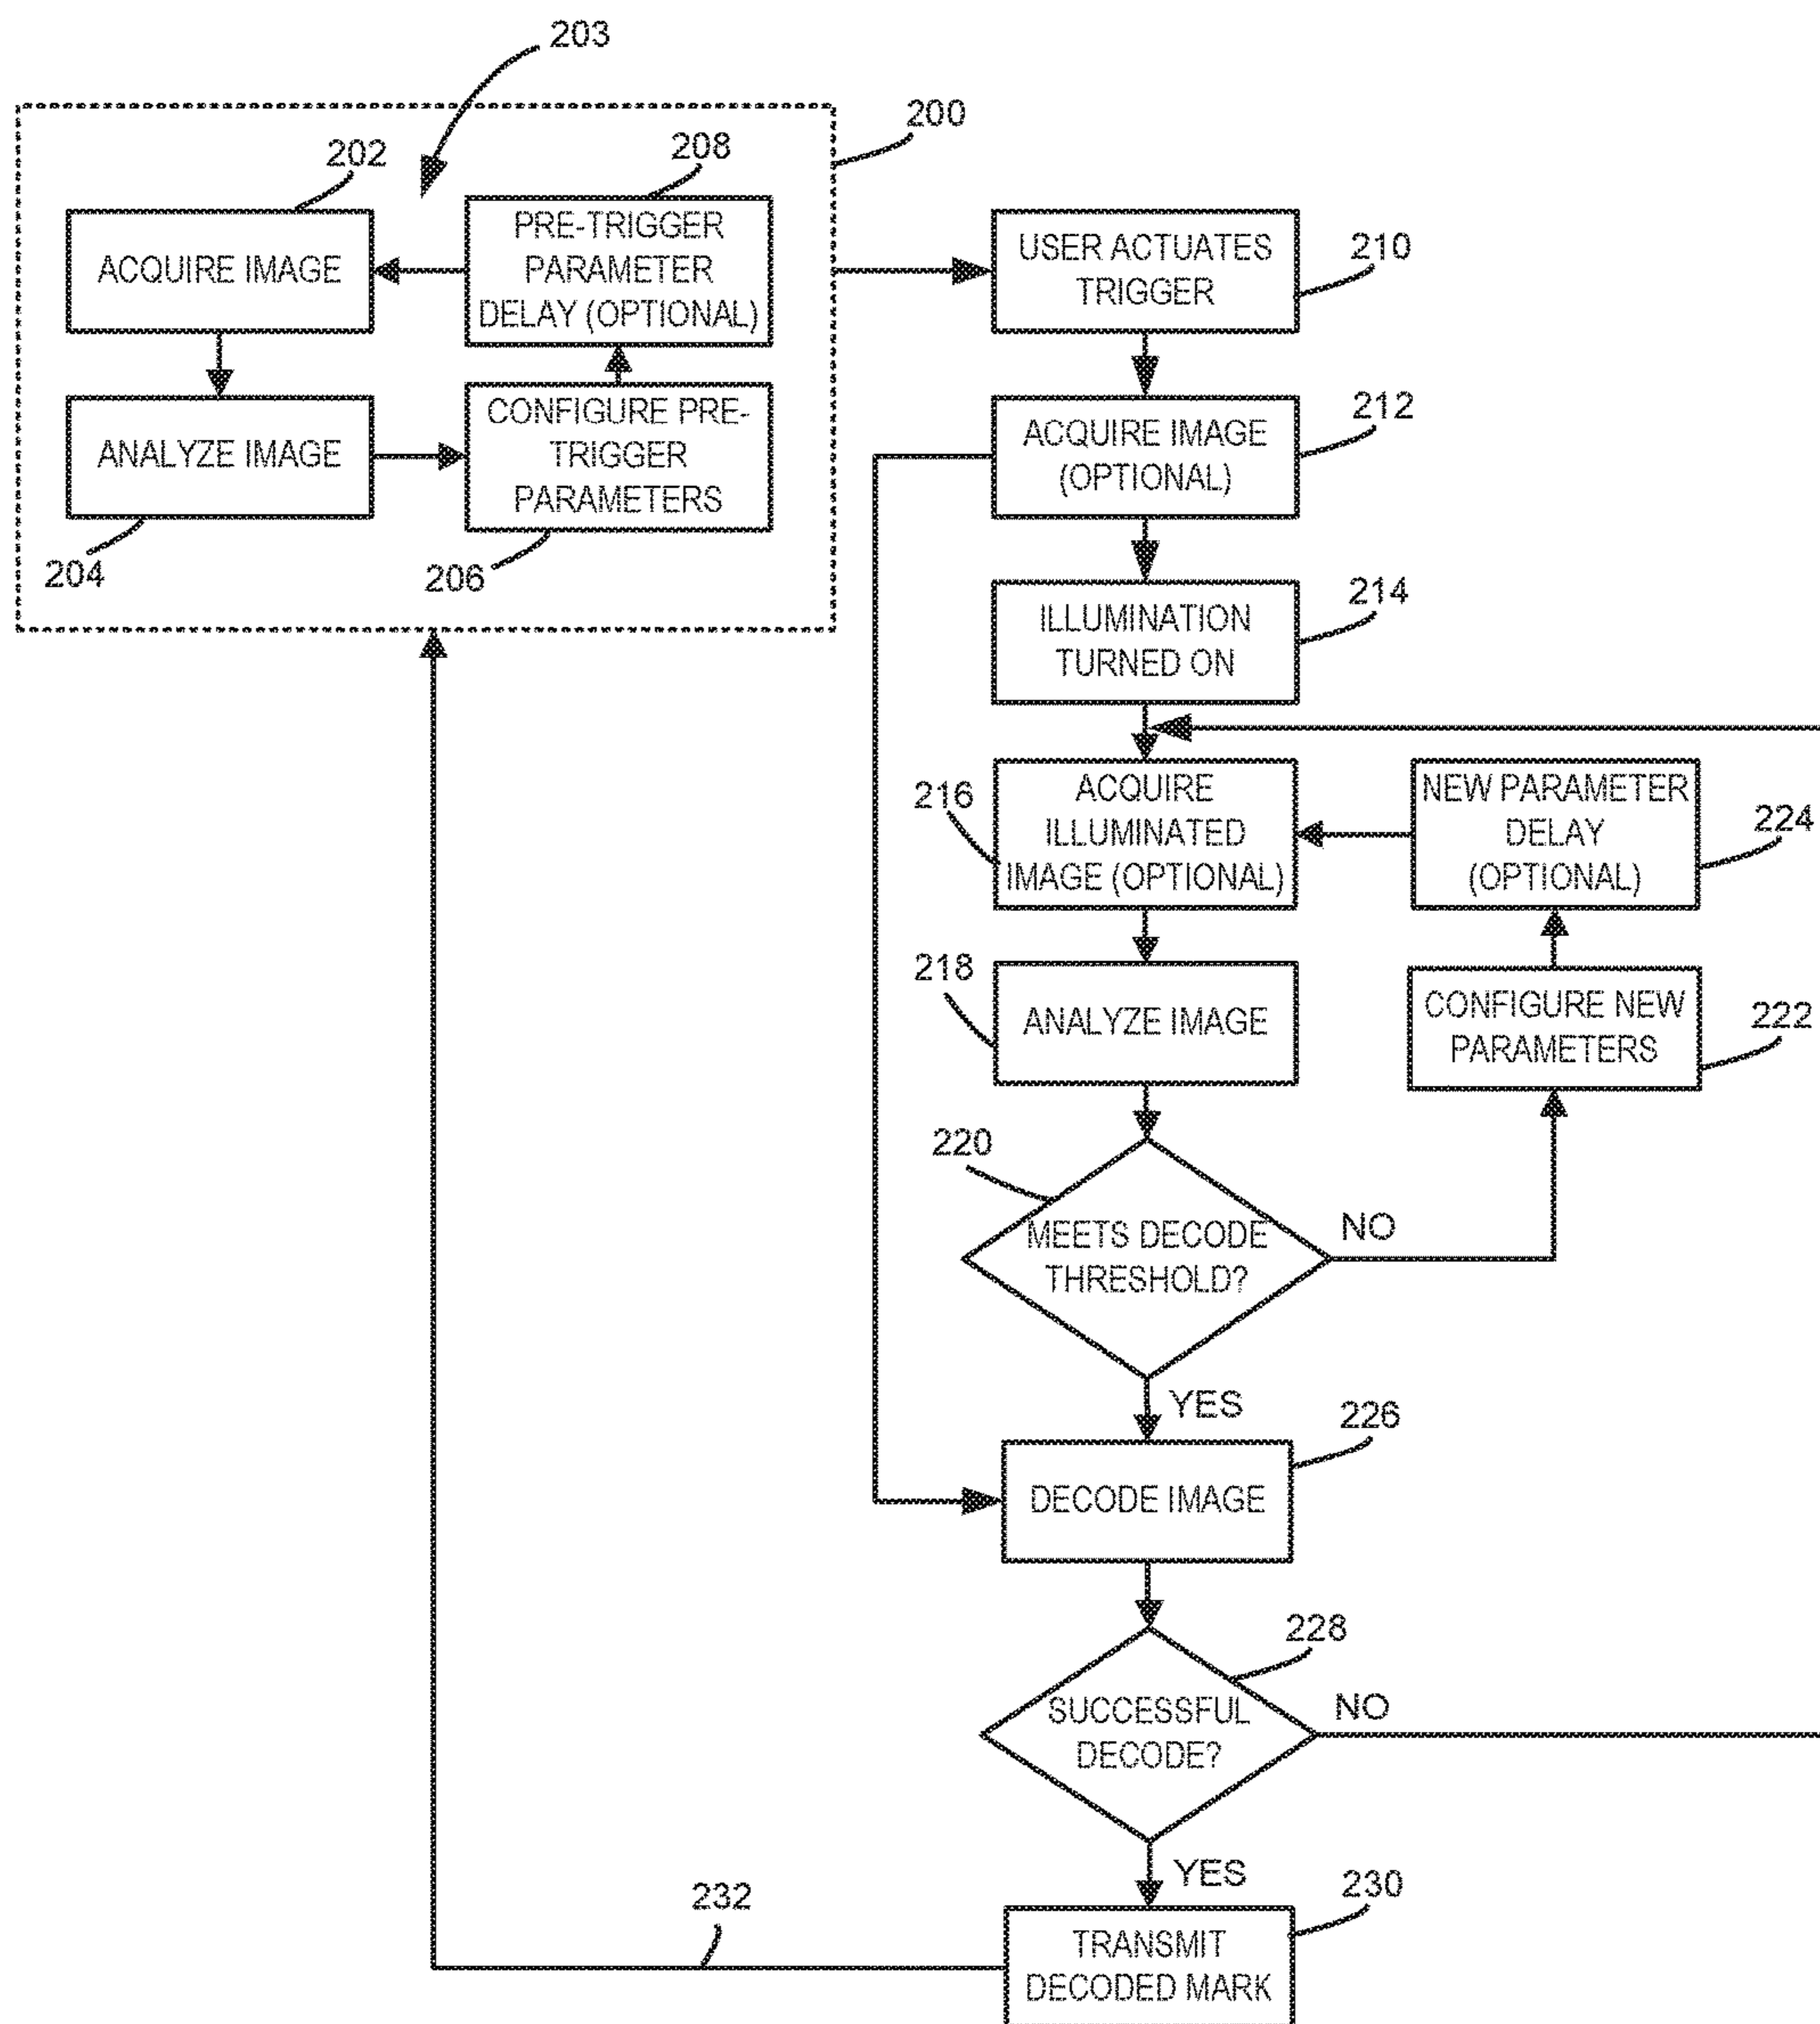 203
200
202
208
ACQUIRE IMAGE
PRE-TRIGGER
PARAMETER
DELAY (OPTIONAL)
ANALYZE IMAGE
CONFIGURE PRE-
TRIGGER
PARAMETERS
204
206
USER ACTUATES
TRIGGER
210
ACQUIRE IMAGE
(OPTIONAL)
212
ILLUMINATION
TURNED ON
214
216
ACQUIRE
ILLUMINATED
IMAGE (OPTIONAL)
NEW PARAMETER
DELAY
(OPTIONAL)
224
218
ANALYZE IMAGE
CONFIGURE NEW
PARAMETERS
222
220
MEETS DECODE
THRESHOLD?
NO
YES
226
DECODE IMAGE
228
SUCCESSFUL
DECODE?
NO
YES
230
232
TRANSMIT
DECODED MARK